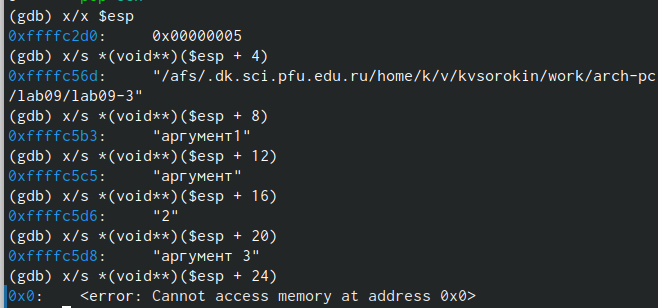 (gdb) x/x $esp
0xffffc2d0:     0x00000005
(gdb) x/s *(void**)($esp + 4)
0xffffc56d:     "/afs/.dk.sci.pfu.edu.ru/home/k/v/kvsorokin/work/arch-pc
/lab09/lab09-3"
(gdb) x/s *(void**)($esp + 8)
0xffffc5b3:     "аргумент1"
(gdb) x/s *(void**)($esp + 12)
0xffffc5c5:     "аргумент"
(gdb) x/s *(void**)($esp + 16)
0xffffc5d6:     "2"
(gdb) x/s *(void**)($esp + 20)
0xffffc5d8:     "аргумент 3"
(gdb) x/s *(void**)($esp + 24)
0x0:    <error: Cannot access memory at address 0x0>